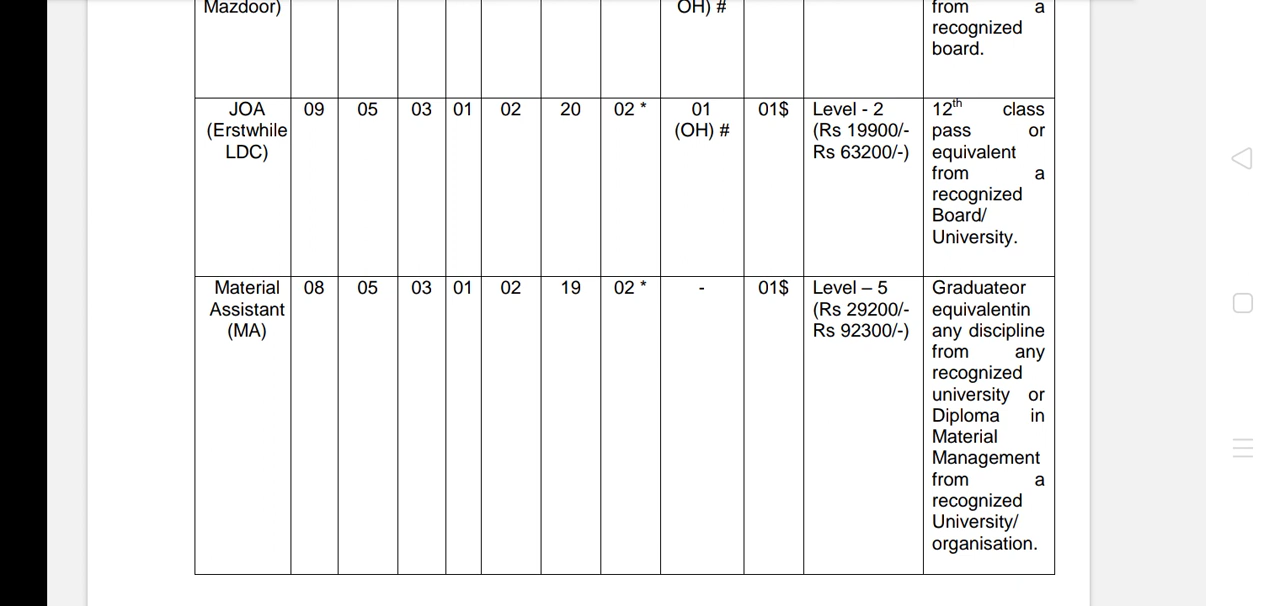 Mazdoor) OH) # from a
recognized
board.
JOA 09 05 03 01 02 20 02 * 01 01$ Level - 2 12th class
(Erstwhile (OH) # (Rs 19900/- pass or
LDC) Rs 63200/-) equivalent
from a
recognized
Board/
University.
Material 08 05 03 01 02 19 02 * - 01$ Level – 5 Graduateor
Assistant (Rs 29200/- equivalentin
(MA) Rs 92300/-) any discipline
from any
recognized
university or
Diploma in
Material
Management
from a
recognized
University/
organisation.